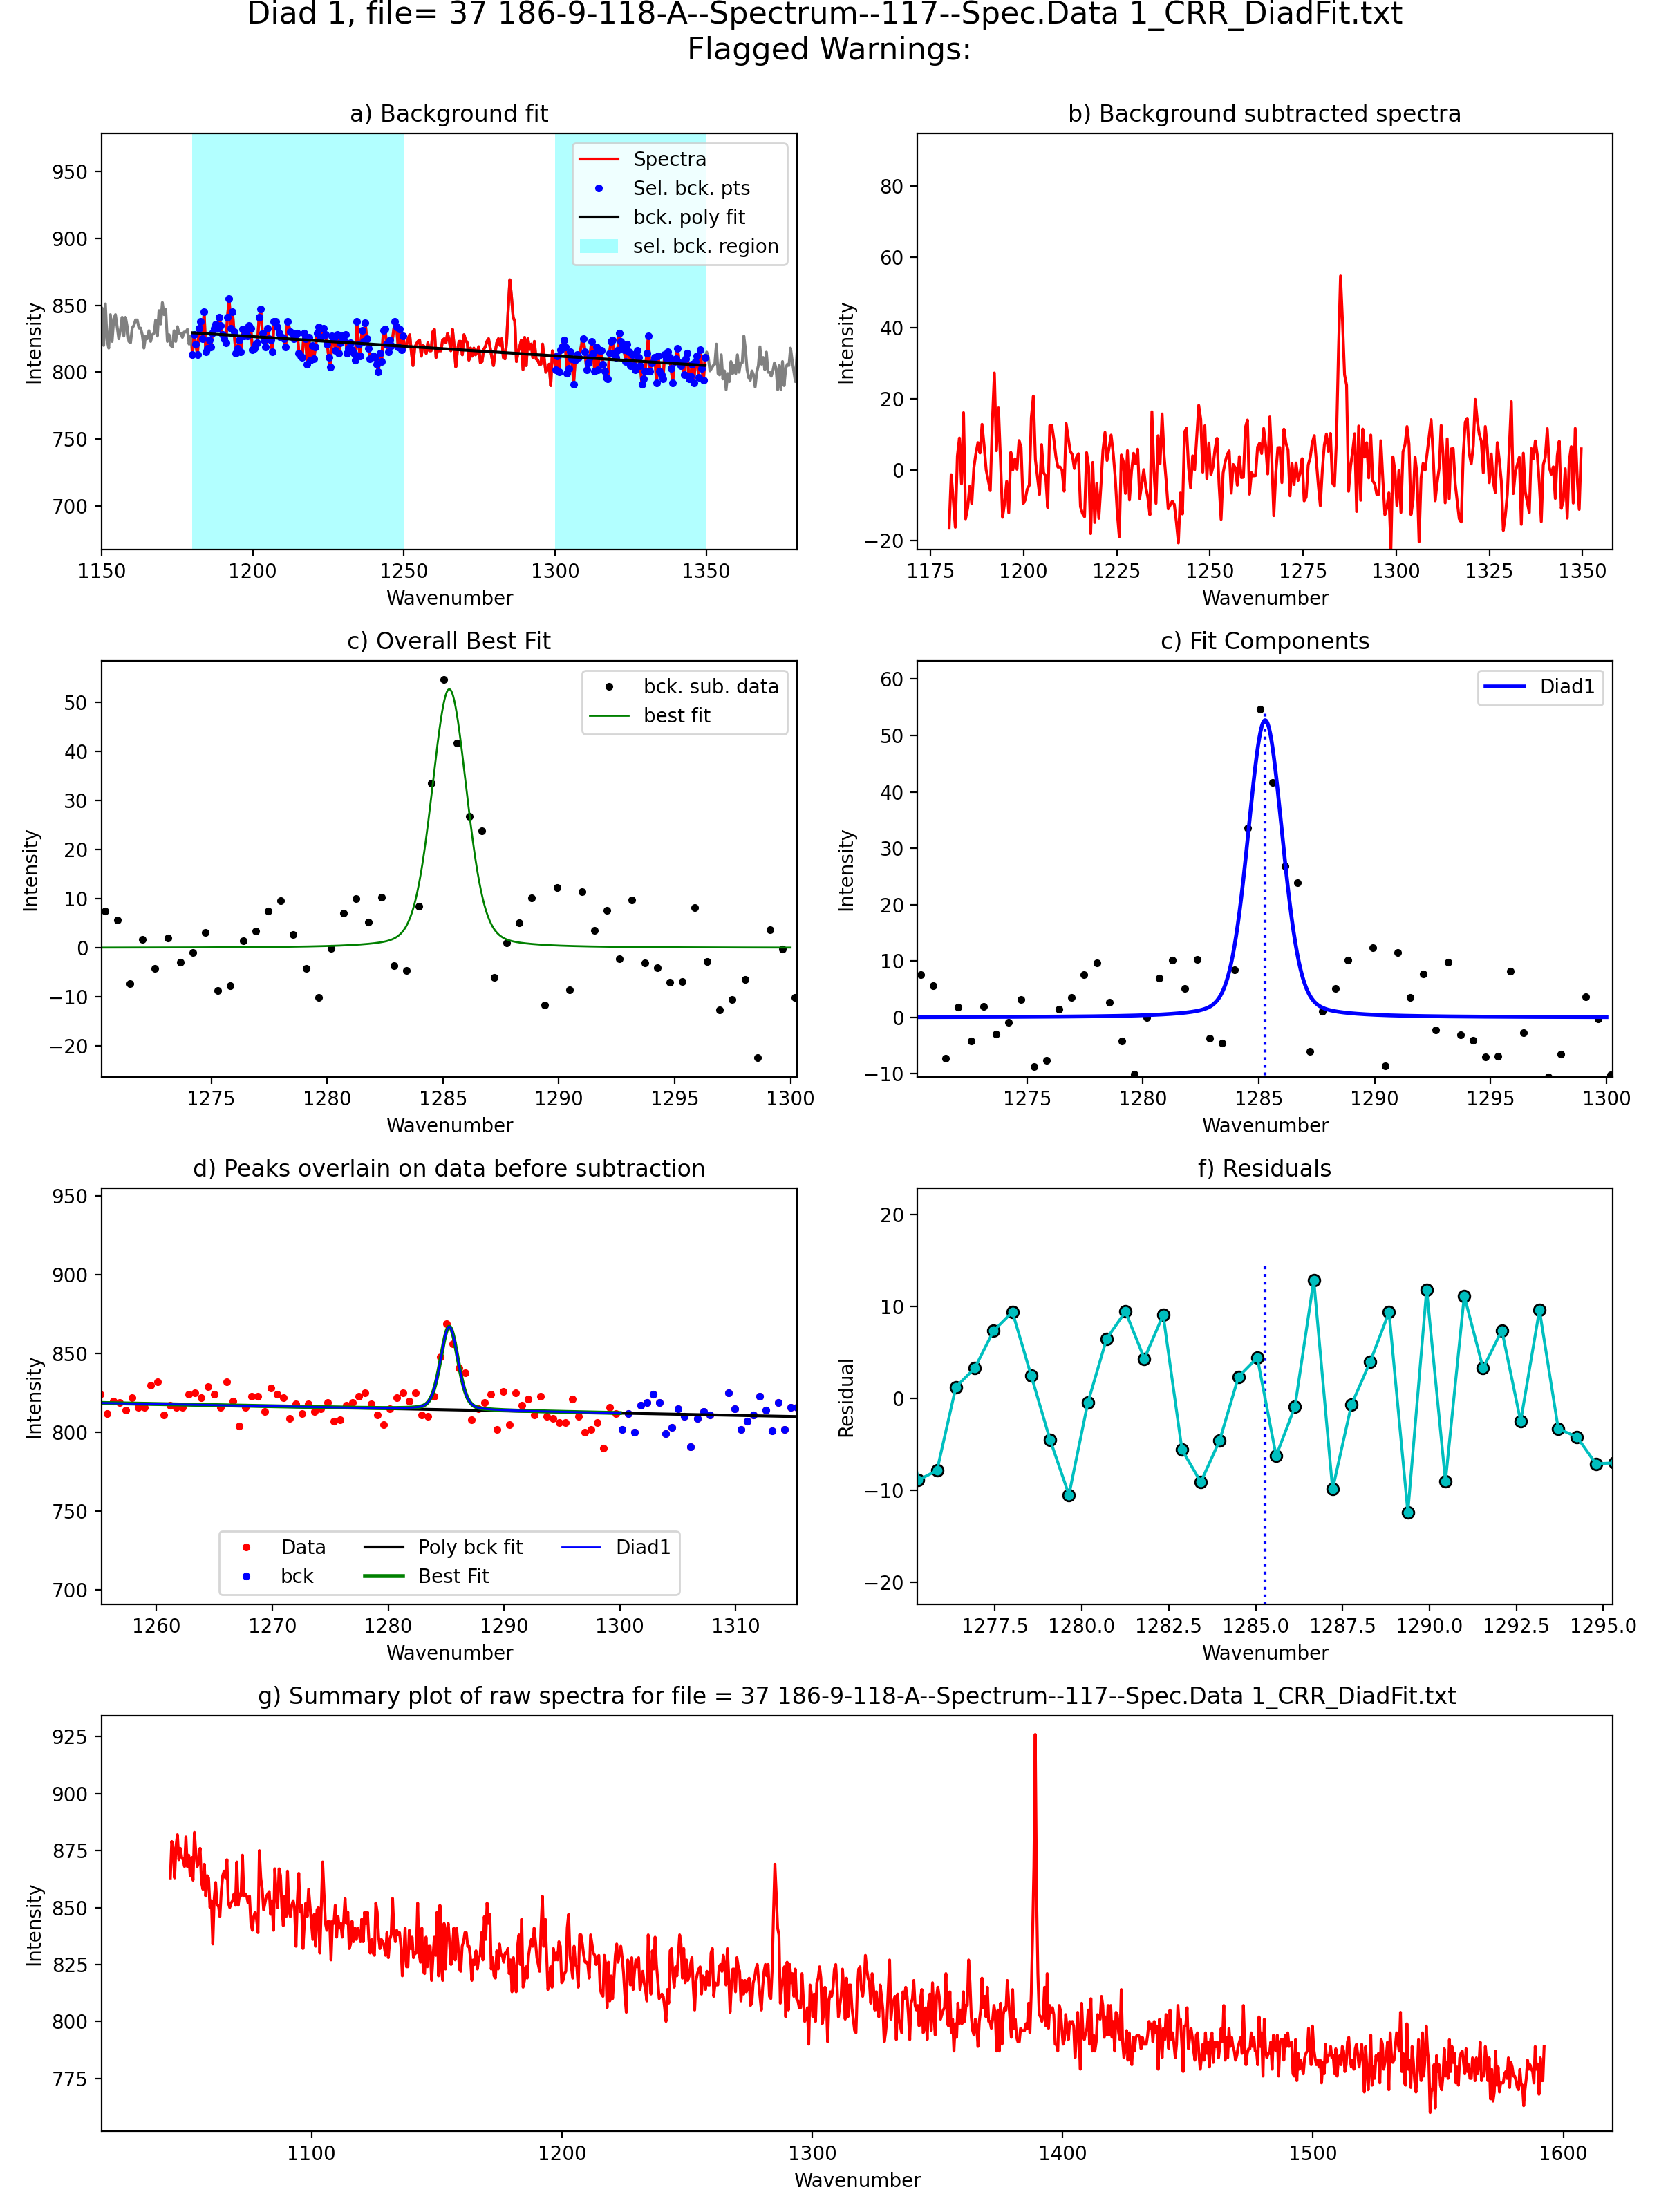 Diad 1, file= 37 186-9-118-A--Spectrum--117--Spec.Data 1_CRR_DiadFit.txt
Flagged Warnings:
a) Background fit
950
900
850
800
750
700
Intensity
Spectra
Sel. bck. pts
bck. poly fit
sel. bck. region
1150 1200 1250 1300 1350
Wavenumber
b) Background subtracted spectra
80
60
40
20
0
−20
Intensity
1175 1200 1225 1250 1275 1300 1325 1350
Wavenumber
c) Overall Best Fit
50
40
30
20
10
0
−10
−20
Intensity
bck. sub. data
best fit
1275 1280 1285 1290 1295 1300
Wavenumber
c) Fit Components
60
50
40
30
20
10
0
−10
Intensity
Diad1
1275 1280 1285 1290 1295 1300
Wavenumber
d) Peaks overlain on data before subtraction
950
900
850
800
750
700
Intensity
Data
bck
Poly bck fit
Best Fit
Diad1
1260 1270 1280 1290 1300 1310
Wavenumber
f) Residuals
20
10
0
−10
−20
Residual
1277.5 1280.0 1282.5 1285.0 1287.5 1290.0 1292.5 1295.0
Wavenumber
g) Summary plot of raw spectra for file = 37 186-9-118-A--Spectrum--117--Spec.Data 1_CRR_DiadFit.txt
925
900
875
850
825
800
775
Intensity
1100 1200 1300 1400 1500 1600
Wavenumber